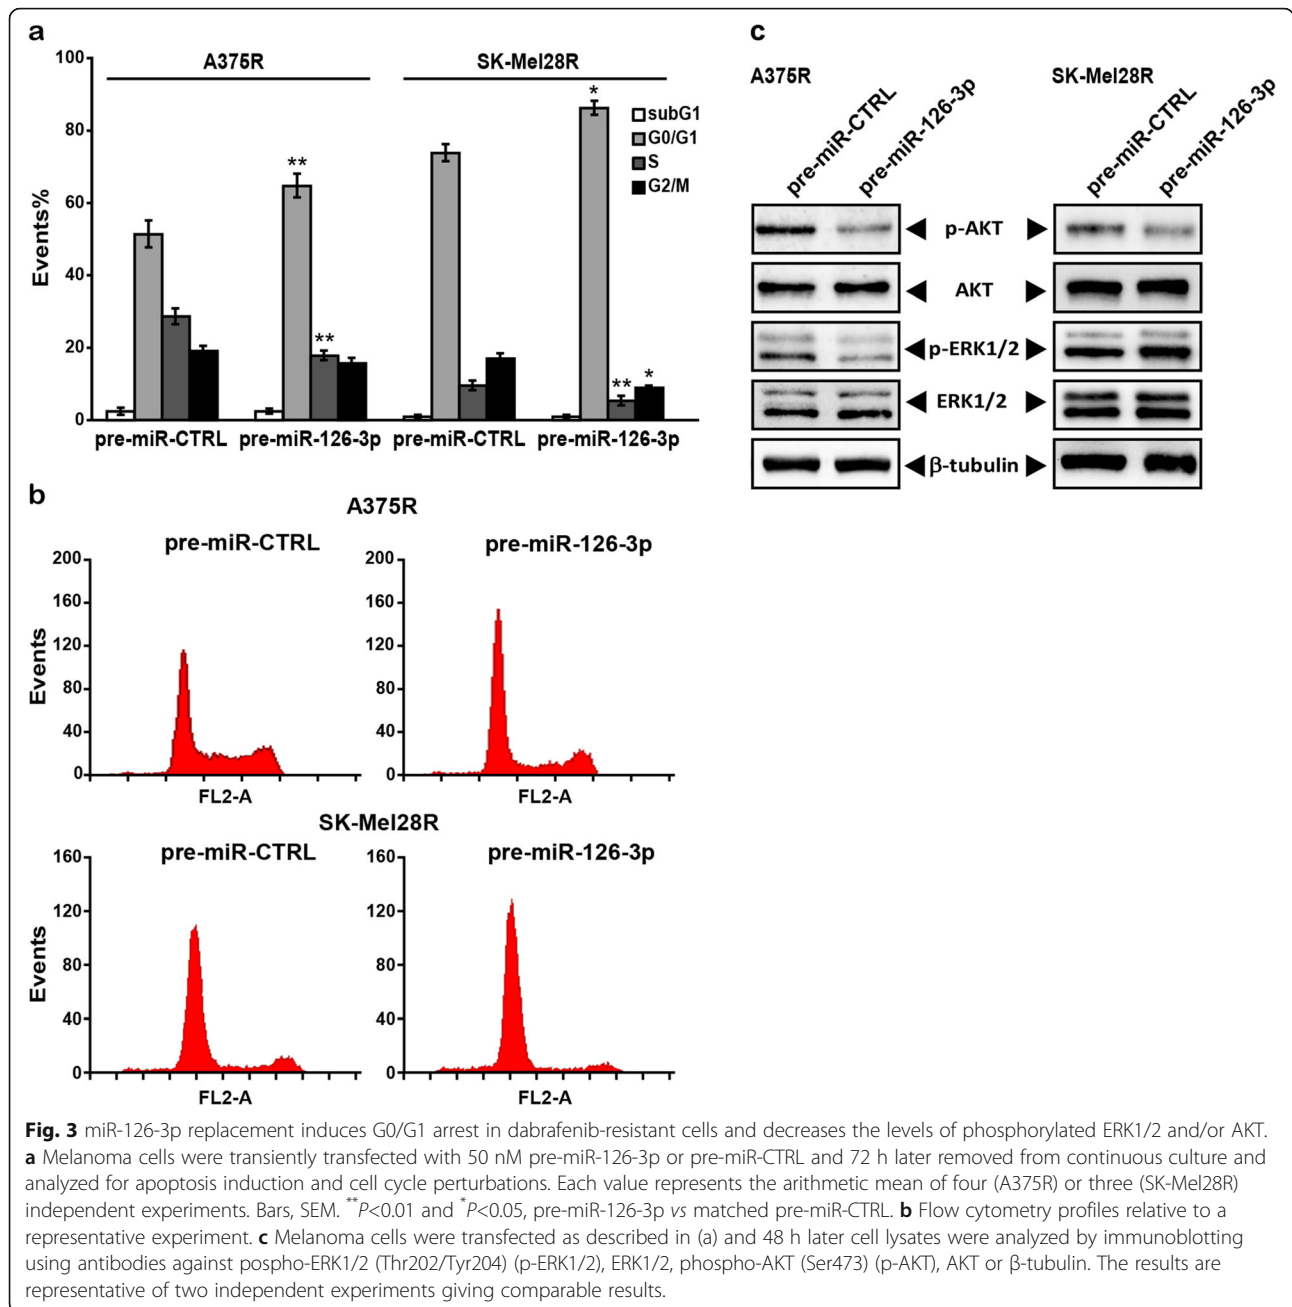 a
A375R
SK-Mel28R
100
80
60
40
20
0
Events%
**
**
*
**
*
subG1
G0/G1
S
G2/M
pre-miR-CTRL
pre-miR-126-3p
pre-miR-CTRL
pre-miR-126-3p
b
A375R
pre-miR-CTRL
pre-miR-126-3p
200
160
120
80
40
0
Events
FL2-A
200
160
120
80
40
0
FL2-A
SK-Mel28R
pre-miR-CTRL
pre-miR-126-3p
160
120
80
40
0
Events
FL2-A
160
120
80
40
0
FL2-A
c
A375R
SK-Mel28R
pre-miR-CTRL
pre-miR-126-3p
pre-miR-CTRL
pre-miR-126-3p
p-AKT
AKT
p-ERK1/2
ERK1/2
β-tubulin
Fig. 3 miR-126-3p replacement induces G0/G1 arrest in dabrafenib-resistant cells and decreases the levels of phosphorylated ERK1/2 and/or AKT.
a Melanoma cells were transiently transfected with 50 nM pre-miR-126-3p or pre-miR-CTRL and 72 h later removed from continuous culture and
analyzed for apoptosis induction and cell cycle perturbations. Each value represents the arithmetic mean of four (A375R) or three (SK-Mel28R)
independent experiments. Bars, SEM. **P<0.01 and *P<0.05, pre-miR-126-3p vs matched pre-miR-CTRL. b Flow cytometry profiles relative to a
representative experiment. c Melanoma cells were transfected as described in (a) and 48 h later cell lysates were analyzed by immunoblotting
using antibodies against pospho-ERK1/2 (Thr202/Tyr204) (p-ERK1/2), ERK1/2, phospho-AKT (Ser473) (p-AKT), AKT or β-tubulin. The results are
representative of two independent experiments giving comparable results.